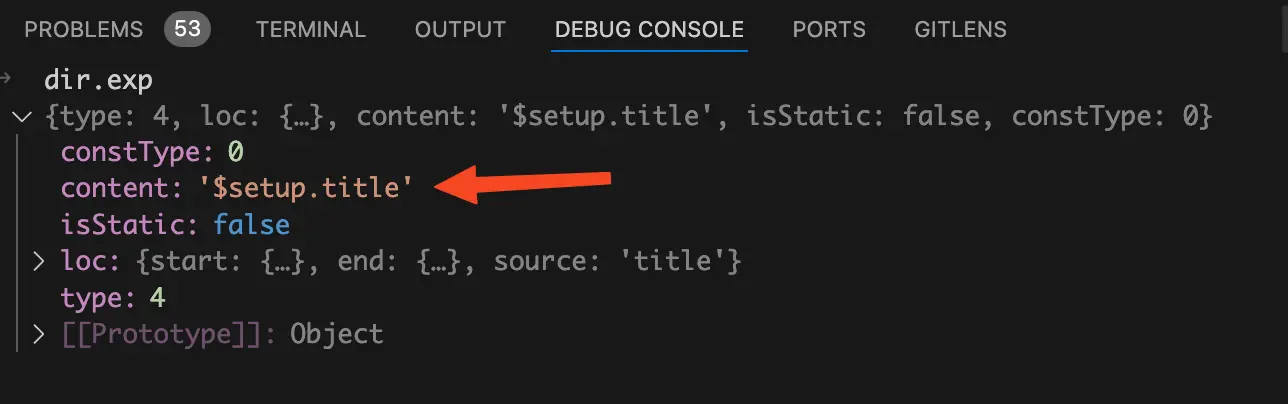 PROBLEMS 53 TERMINAL OUTPUT DEBUG CONSOLE PORTS GITLENS
dir.exp
{type: 4, loc: {…}, content: '$setup.title', isStatic: false, constType: 0}
constType: 0
content: '$setup.title'
isStatic: false
loc: {start: {…}, end: {…}, source: 'title'}
type: 4
[[Prototype]]: Object